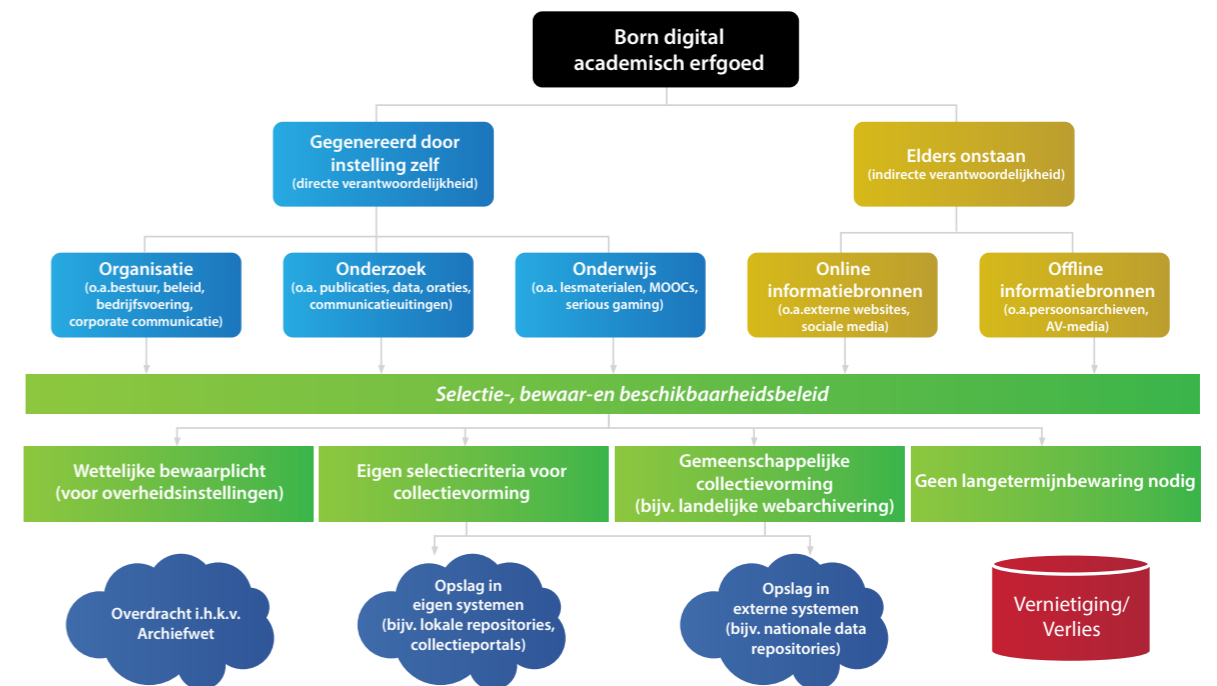 Born digital
academisch erfgoed
Gegenereerd door
instelling zelf
(directe verantwoordelijkheid)
Elders onstaan
(indirecte verantwoordelijkheid)
Organisatie
(o.a.bestuur, beleid,
bedrijfsvoering,
corporate communicatie)
Onderzoek
(o.a. publicaties, data, oraties,
communicatieuitingen)
Onderwijs
(o.a. lesmaterialen, MOOCs,
serious gaming)
Online
informatiebronnen
(o.a.externe websites,
sociale media)
Offline
informatiebronnen
(o.a.persoonsarchieven,
AV-media)
Selectie-, bewaar-en beschikbaarheidsbeleid
Wettelijke bewaarplicht
(voor overheidsinstellingen)
Eigen selectiecriteria voor
collectievorming
Gemeenschappelijke
collectievorming
(bijv. landelijke webarchivering)
Geen langetermijnbewaring nodig
Overdracht i.h.k.v.
Archiefwet
Opslag in
eigen systemen
(bijv. lokale repositories,
collectieportals)
Opslag in
externe systemen
(bijv. nationale data
repositories)
Vernietiging/
Verlies